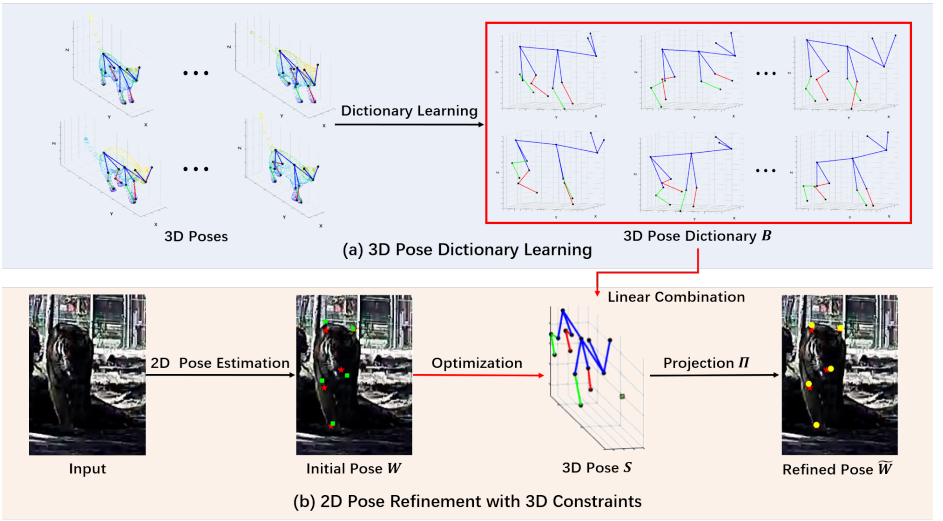 Z
Z
Y
X
Y
X
Dictionary Learning
Z
Z
Y
X
Y
X
Z
Z
Z
Y
X
Y
X
Y
X
Z
Z
Z
Y
X
Y
X
Y
X
3D Poses
3D Pose Dictionary B
(a) 3D Pose Dictionary Learning
Linear Combination
2D Pose Estimation
Optimization
Projection Π
Input
Initial Pose W
3D Pose S
Refined Pose W̃
(b) 2D Pose Refinement with 3D Constraints